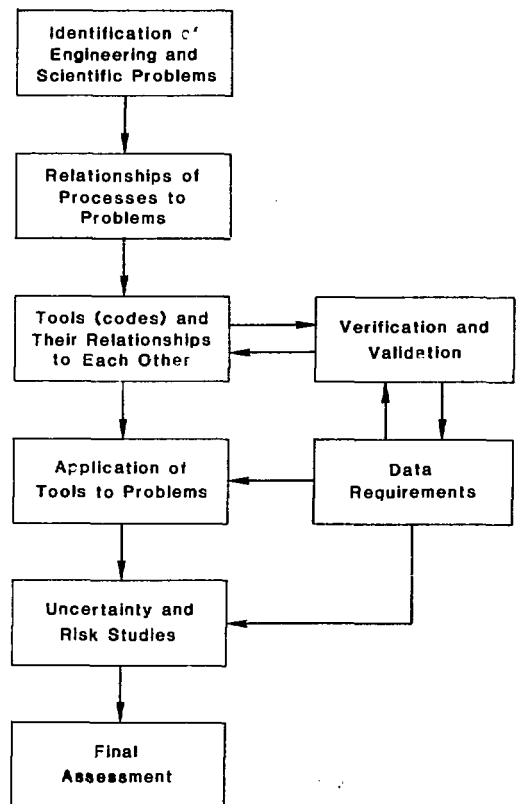 Identification of
Engineering and
Scientific Problems
Relationships of
Processes to
Problems
Tools (codes) and
Their Relationships
to Each Other
Verification and
Validation
Application of
Tools to Problems
Data
Requirements
Uncertainty and
Risk Studies
Final
Assessment